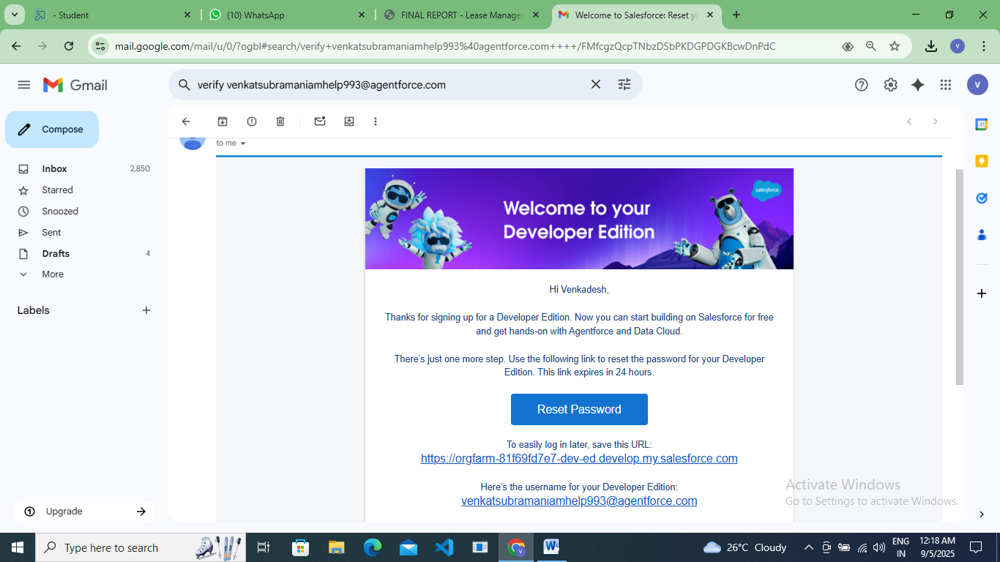 - Student
(10) WhatsApp
FINAL REPORT - Lease Manage
Welcome to Salesforce: Reset y
mail.google.com/mail/u/0/?ogbl#search/verify+venkatsubramaniamhelp993%40agentforce.com++++/FMfcgzQcpTNbzDSbPKDGPDGKBcwDnPdC
V
Gmail
verify venkatsubramaniamhelp993@agentforce.com
V
Compose
to me
31
Inbox 2,850
Starred
Snoozed
Sent
Drafts 4
More
Labels
Upgrade
salesforce
Welcome to your
Developer Edition
Hi Venkadesh,
Thanks for signing up for a Developer Edition. Now you can start building on Salesforce for free
and get hands-on with Agentforce and Data Cloud.
There's just one more step. Use the following link to reset the password for your Developer
Edition. This link expires in 24 hours.
Reset Password
To easily log in later, save this URL:
https://orgfarm-81f69fd7e7-dev-ed.develop.my.salesforce.com
Here's the username for your Developer Edition:
venkatsubramaniamhelp993@agentforce.com
Activate Windows
Go to Settings to activate Windows.
Type here to search
26°C Cloudy
ENG
IN
12:18 AM
9/5/2025